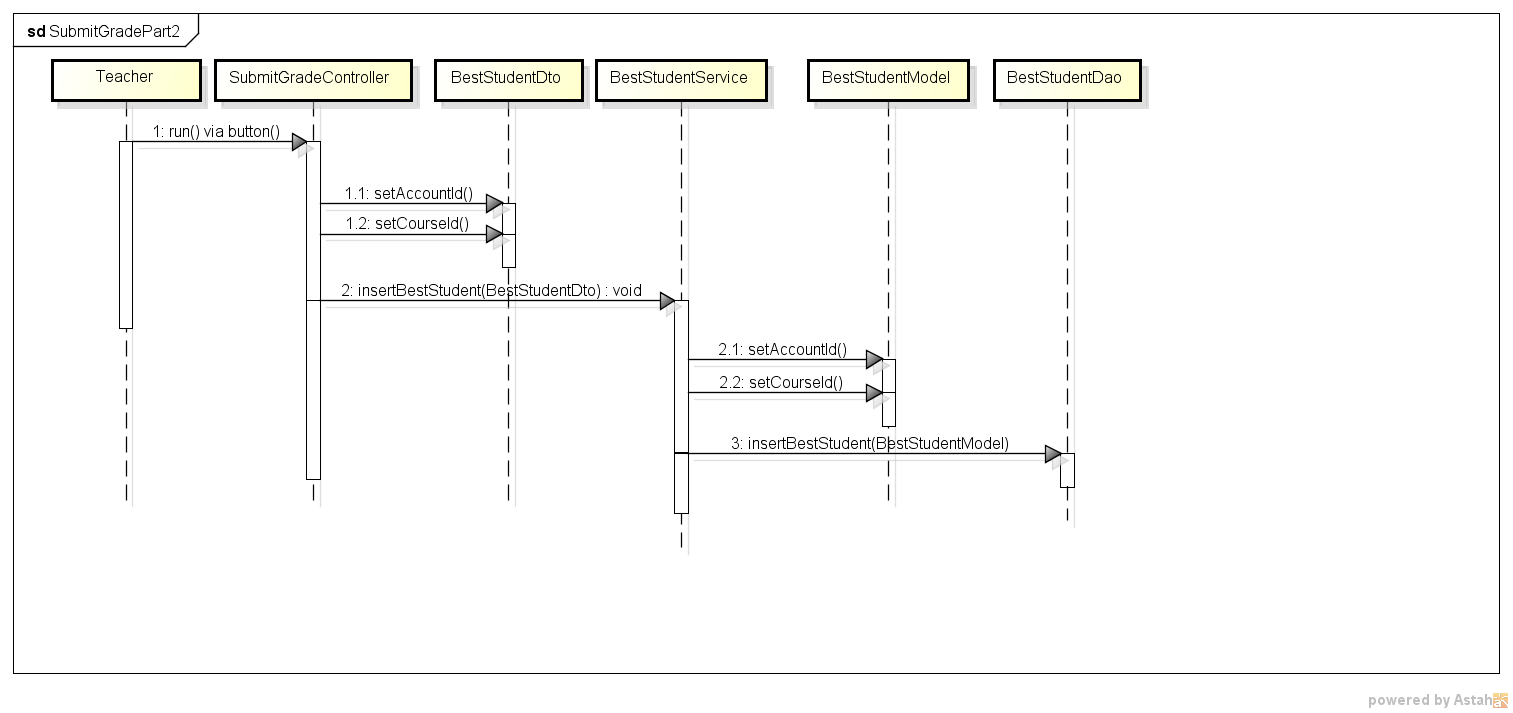 sd SubmitGradePart2
Teacher
SubmitGradeController
BestStudentDto
BestStudentService
BestStudentModel
BestStudentDao
1: run() via button()
1.1: setAccountId()
1.2: setCourseId()
2: insertBestStudent(BestStudentDto) : void
2.1: setAccountId()
2.2: setCourseId()
3: insertBestStudent(BestStudentModel)
powered by Astah